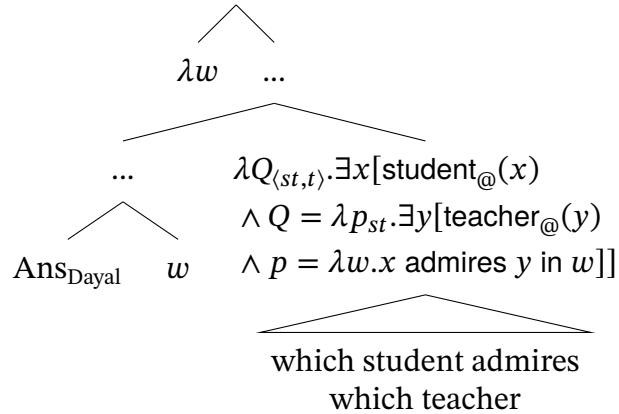 λw ...
... λQ⟨st,t⟩.∃x[student@(x)
∧ Q = λpst.∃y[teacher@(y)
AnsDayal w ∧ p = λw.x admires y in w]]
which student admires
which teacher